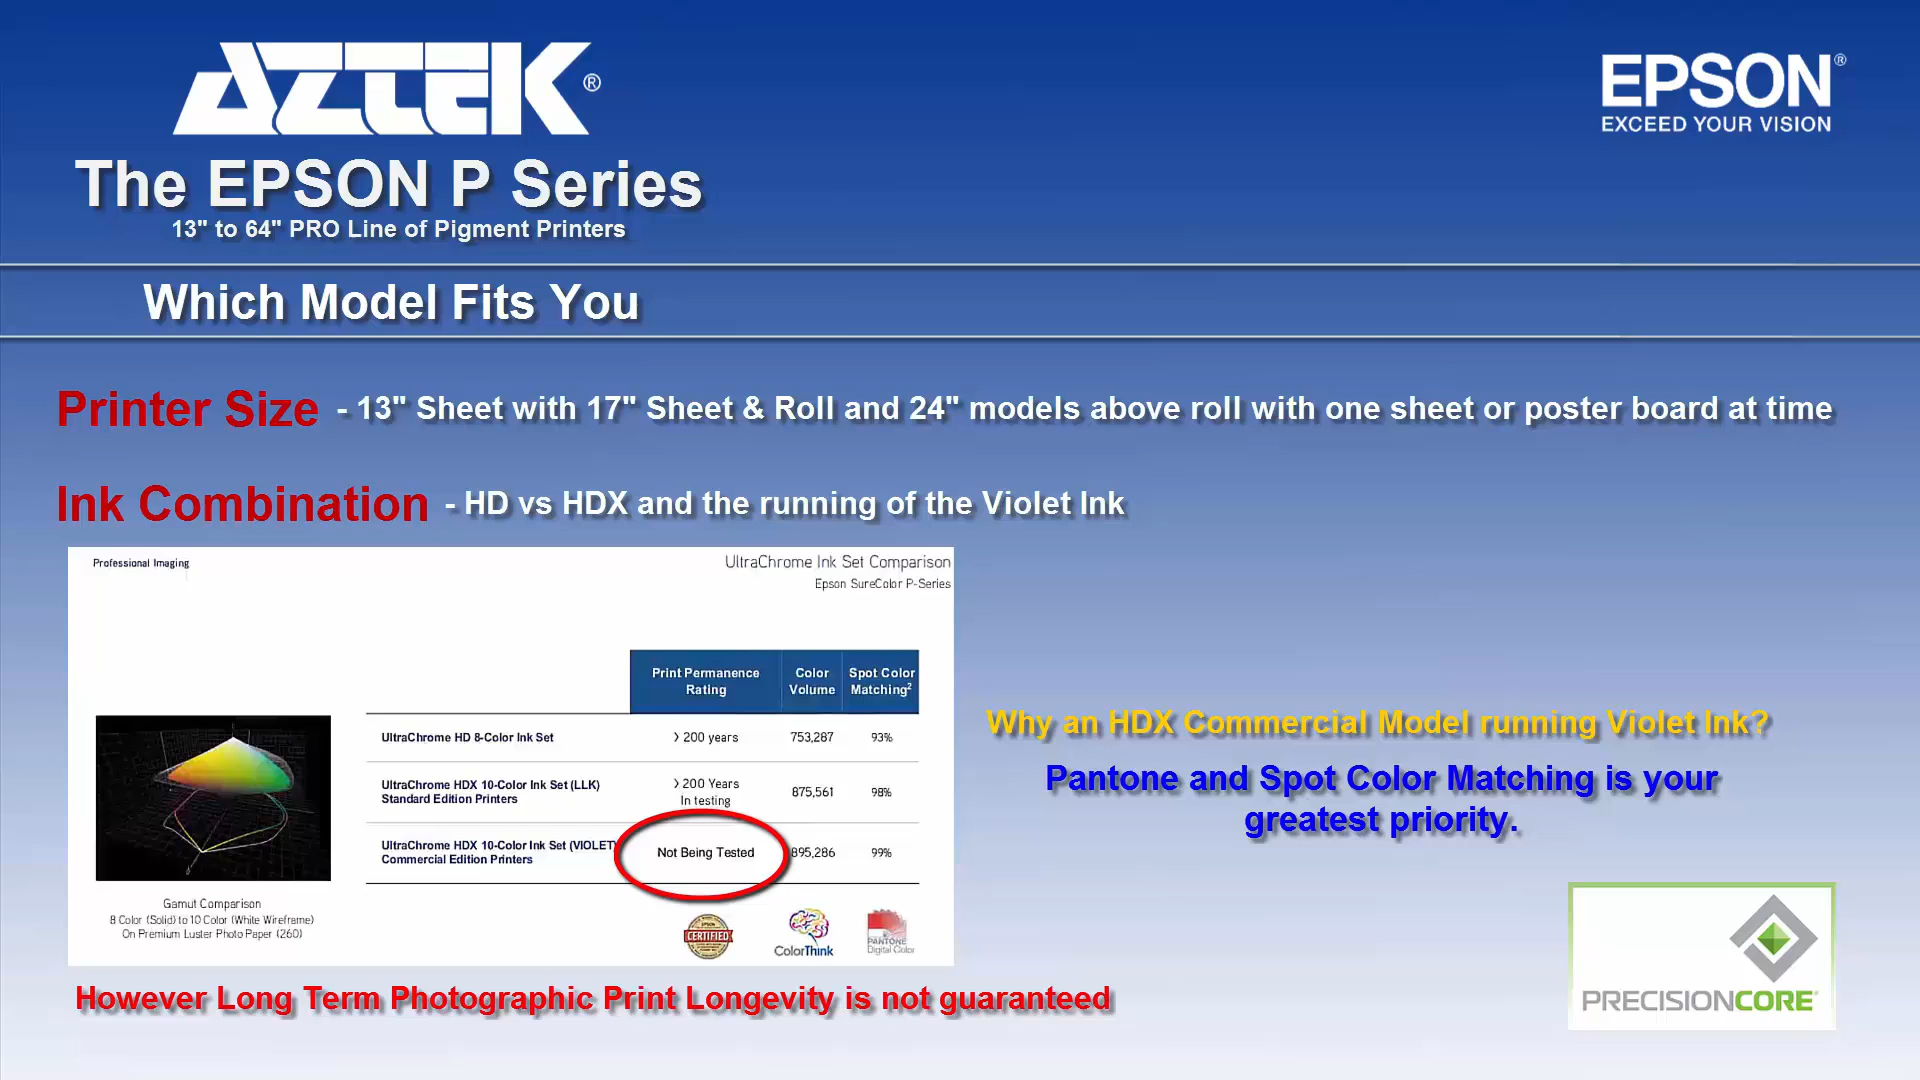 AZTEK®
EPSON®
EXCEED YOUR VISION
The EPSON P Series
13" to 64" PRO Line of Pigment Printers
Which Model Fits You
Printer Size - 13" Sheet with 17" Sheet & Roll and 24" models above roll with one sheet or poster board at time
Ink Combination - HD vs HDX and the running of the Violet Ink
Professional Imaging
UltraChrome Ink Set Comparison
Epson SureColor P-Series
Print Permanence Rating
Color Volume
Spot Color Matching2
UltraChrome HD 8-Color Ink Set
> 200 years
753,287
93%
UltraChrome HDX 10-Color Ink Set (LLK)
Standard Edition Printers
> 200 Years
In testing
875,561
98%
UltraChrome HDX 10-Color Ink Set (VIOLET)
Commercial Edition Printers
Not Being Tested
895,286
99%
Gamut Comparison
8 Color (Solid) to 10 Color (White Wireframe)
On Premium Luster Photo Paper (260)
EPSON
CERTIFIED
ColorThink
PANTONE
Digital Color
Why an HDX Commercial Model running Violet Ink?
Pantone and Spot Color Matching is your
greatest priority.
However Long Term Photographic Print Longevity is not guaranteed
PRECISIONCORE